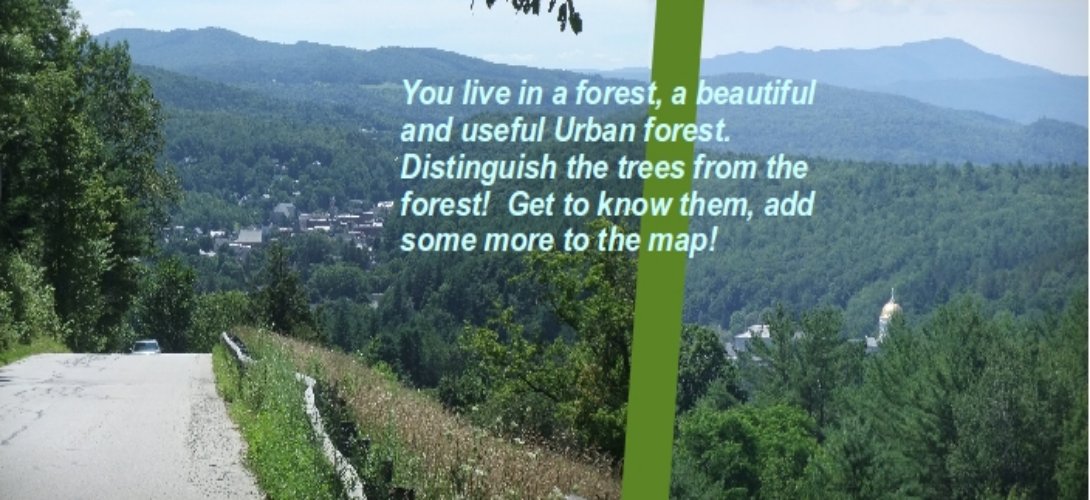 You live in a forest, a beautiful
and useful Urban forest.
Distinguish the trees from the
forest!  Get to know them, add
some more to the map!